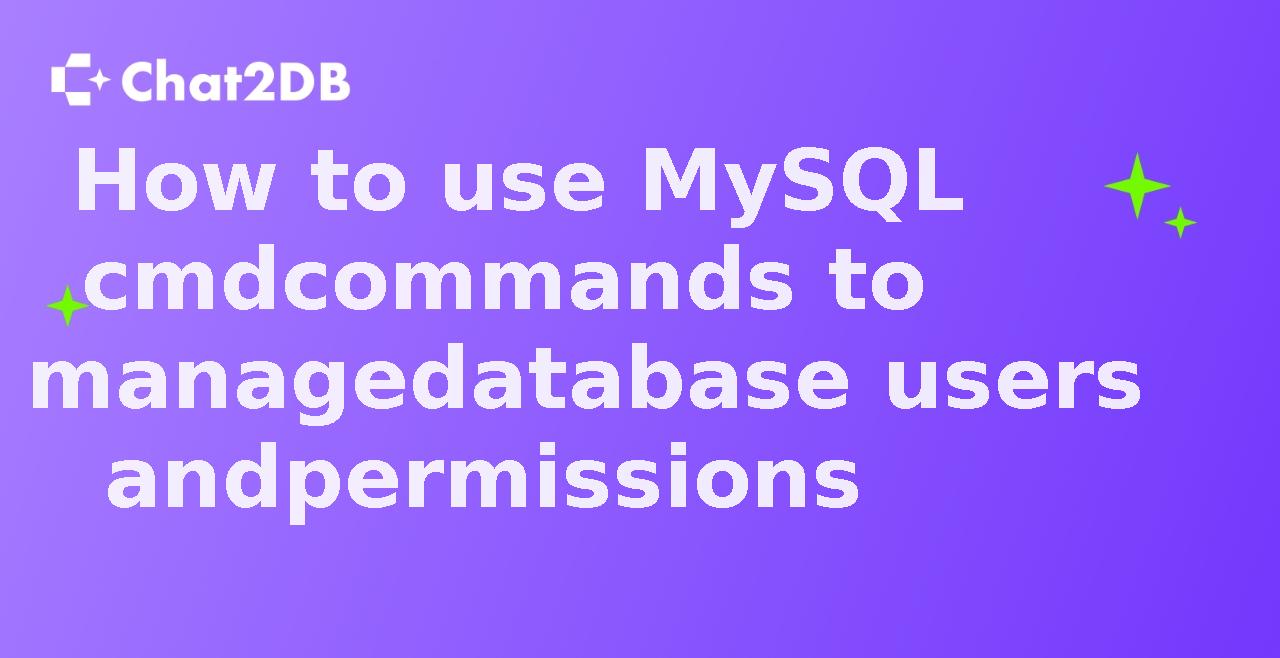 Chat2DB
How to use MySQL
cmdcommands to
managedatabase users
andpermissions